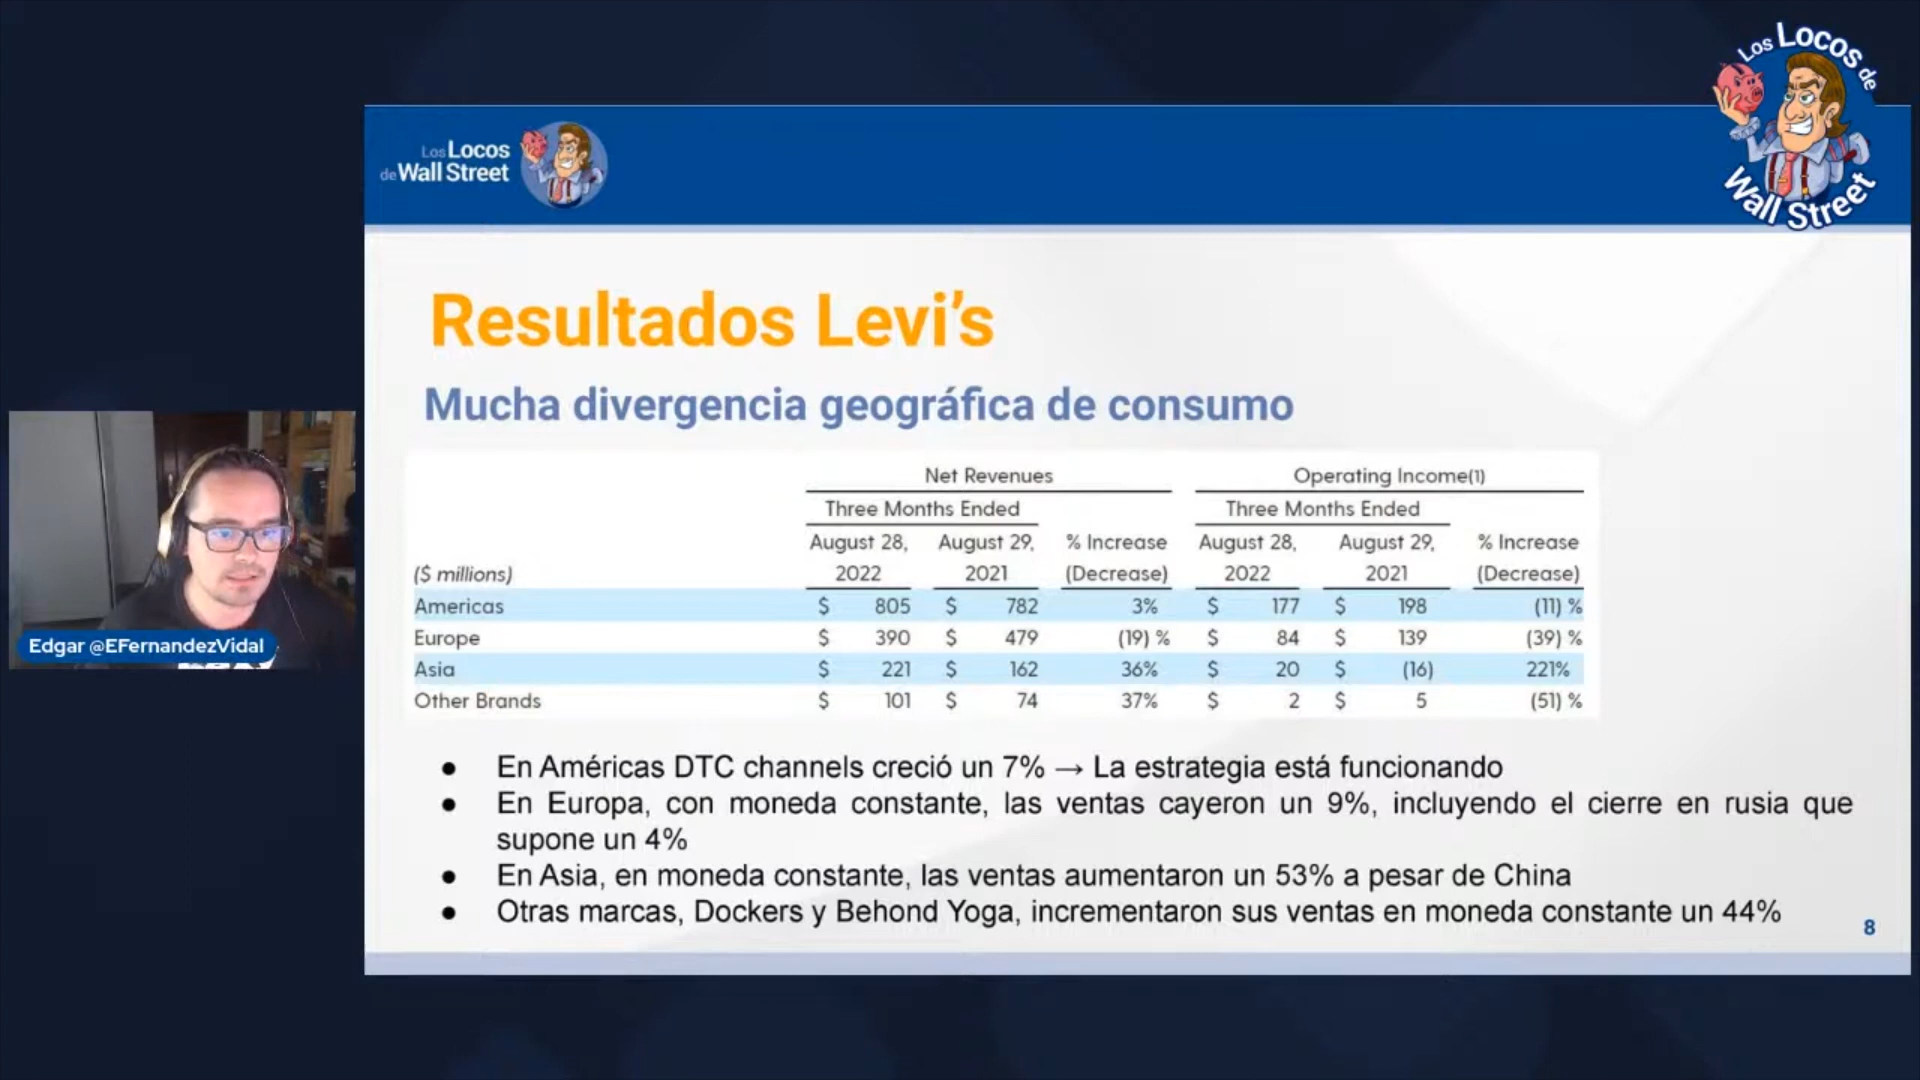 Los Locos de
Wall Street
Los Locos
de Wall Street
Resultados Levi’s
Mucha divergencia geográfica de consumo
Net Revenues Operating Income(1)
Three Months Ended Three Months Ended
August 28, August 29, % Increase August 28, August 29, % Increase
($ millions) 2022 2021 (Decrease) 2022 2021 (Decrease)
Americas $ 805 $ 782 3% $ 177 $ 198 (11) %
Europe $ 390 $ 479 (19) % $ 84 $ 139 (39) %
Asia $ 221 $ 162 36% $ 20 $ (16) 221%
Other Brands $ 101 $ 74 37% $ 2 $ 5 (51) %
Edgar @EFernandezVidal
● En Américas DTC channels creció un 7% → La estrategia está funcionando
● En Europa, con moneda constante, las ventas cayeron un 9%, incluyendo el cierre en rusia que
supone un 4%
● En Asia, en moneda constante, las ventas aumentaron un 53% a pesar de China
● Otras marcas, Dockers y Behond Yoga, incrementaron sus ventas en moneda constante un 44%
8